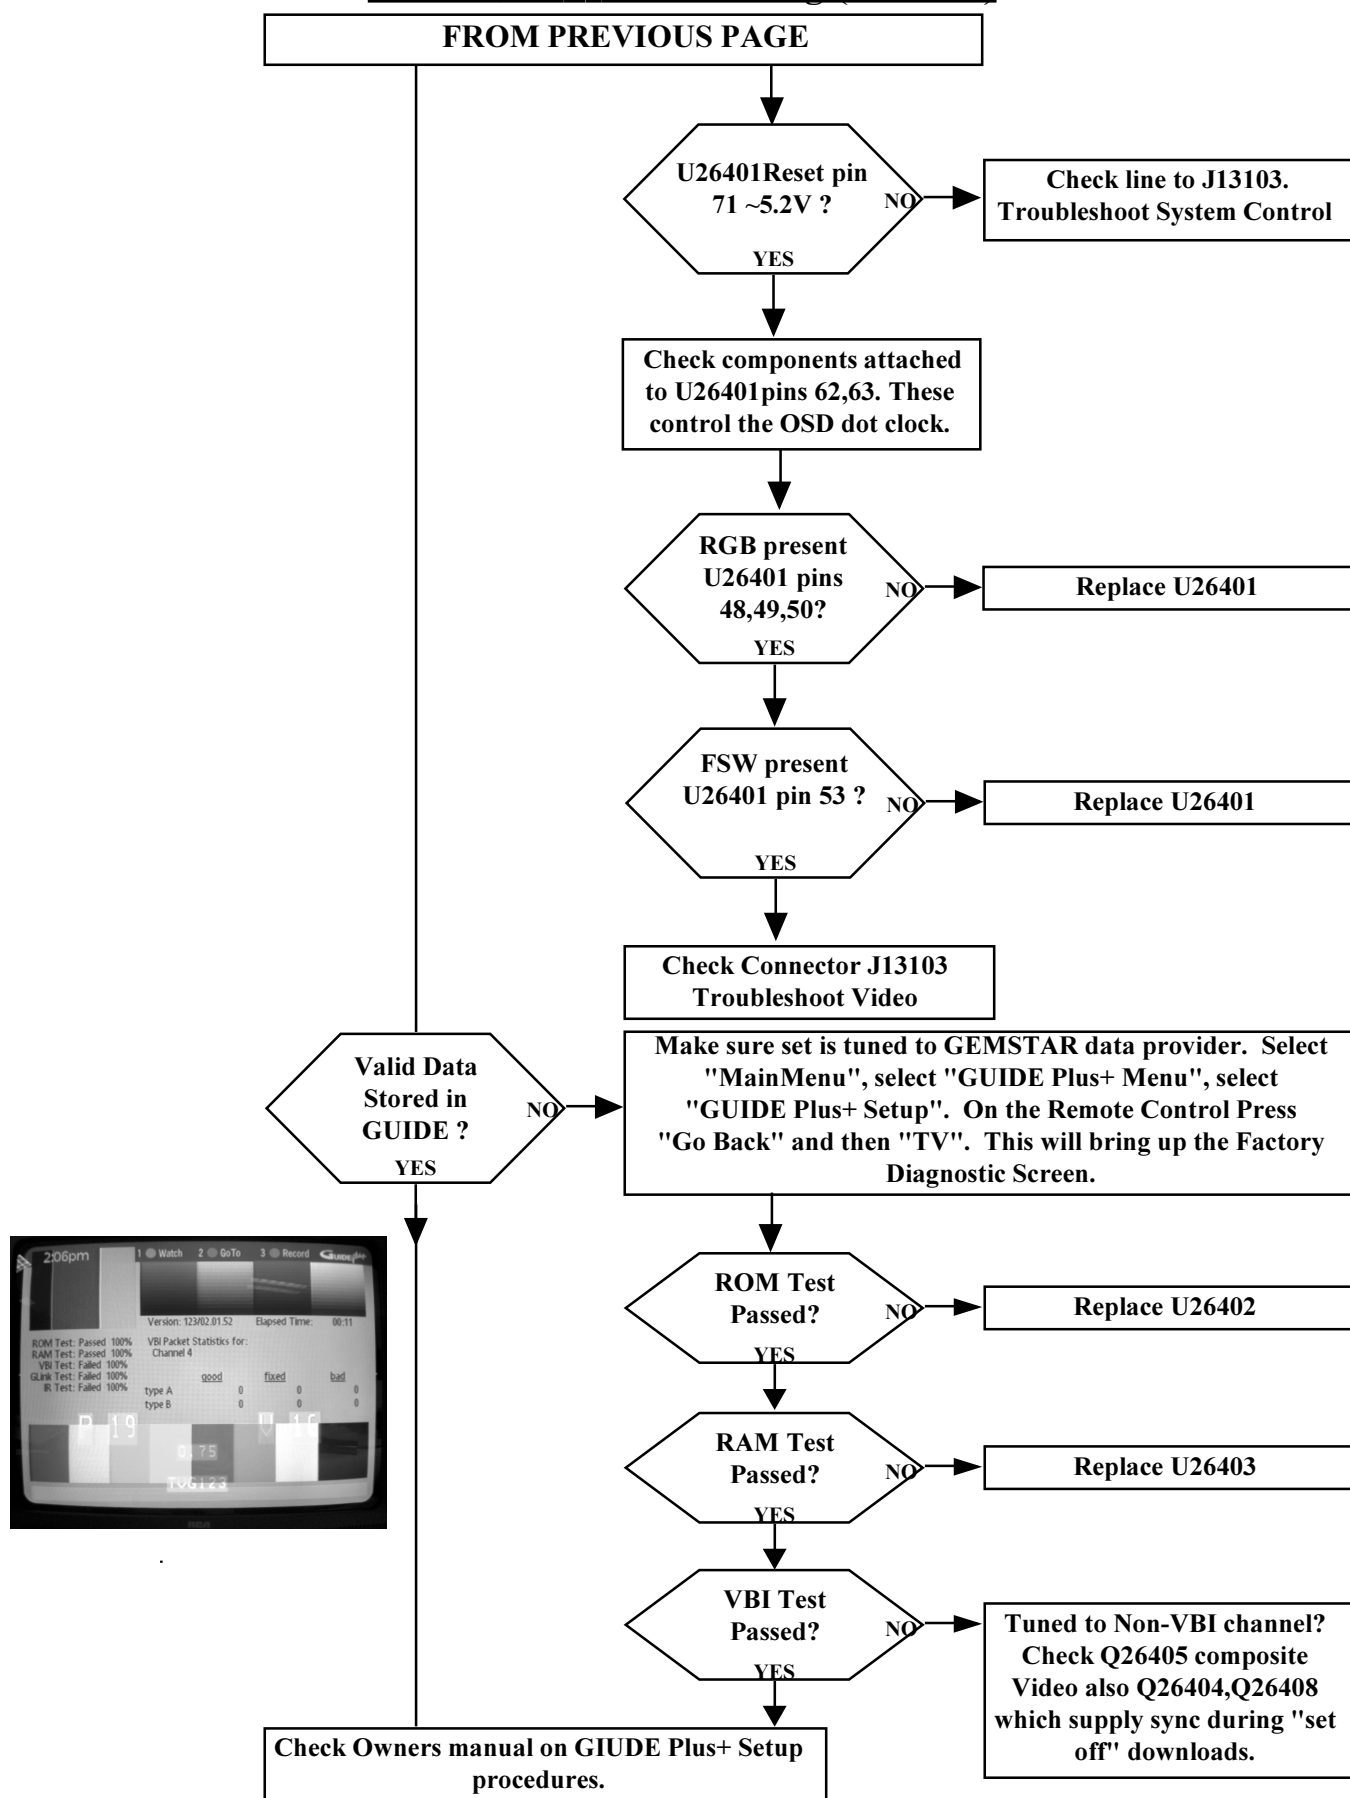 FROM PREVIOUS PAGE
U26401Reset pin
71 ~5.2V ?
NO
YES
Check line to J13103.
Troubleshoot System Control
Check components attached
to U26401pins 62,63. These
control the OSD dot clock.
RGB present
U26401 pins
48,49,50?
NO
YES
Replace U26401
FSW present
U26401 pin 53 ?
NO
YES
Replace U26401
Check Connector J13103
Troubleshoot Video
Valid Data
Stored in
GUIDE ?
NO
YES
Make sure set is tuned to GEMSTAR data provider. Select
"MainMenu", select "GUIDE Plus+ Menu", select
"GUIDE Plus+ Setup". On the Remote Control Press
"Go Back" and then "TV". This will bring up the Factory
Diagnostic Screen.
2:06pm
1 Watch 2 GoTo 3 Record GUIDE Plus+
Version: 123/02.01.52 Elapsed Time: 00:11
ROM Test: Passed 100%
RAM Test: Passed 100%
VBI Test: Failed 100%
GLink Test: Failed 100%
IR Test: Failed 100%
VBI Packet Statistics for:
Channel 4
good fixed bad
type A 0 0 0
type B 0 0 0
P 19 V 16
0.75
TVG123
RCA
ROM Test
Passed?
NO
YES
Replace U26402
RAM Test
Passed?
NO
YES
Replace U26403
VBI Test
Passed?
NO
YES
Tuned to Non-VBI channel?
Check Q26405 composite
Video also Q26404,Q26408
which supply sync during "set
off" downloads.
Check Owners manual on GIUDE Plus+ Setup
procedures.